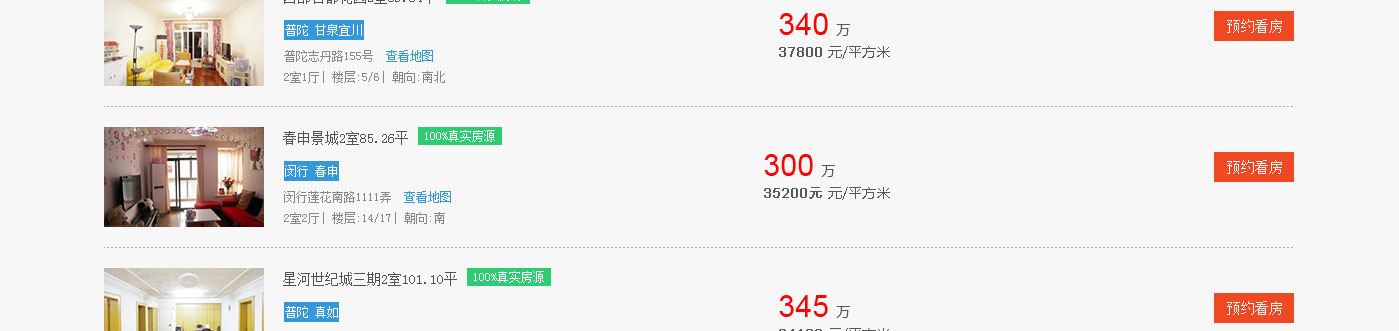 340 万
预约看房
普陀 甘泉宜川
37800 元/平方米
普陀志丹路155号 查看地图
2室1厅| 楼层:5/6| 朝向:南北
春申景城2室85.26平 100%真实房源
300 万
预约看房
闵行 春申
35200元 元/平方米
闵行莲花南路1111弄 查看地图
2室2厅| 楼层:14/17| 朝向:南
星河世纪城三期2室101.10平 100%真实房源
345 万
预约看房
普陀 真如